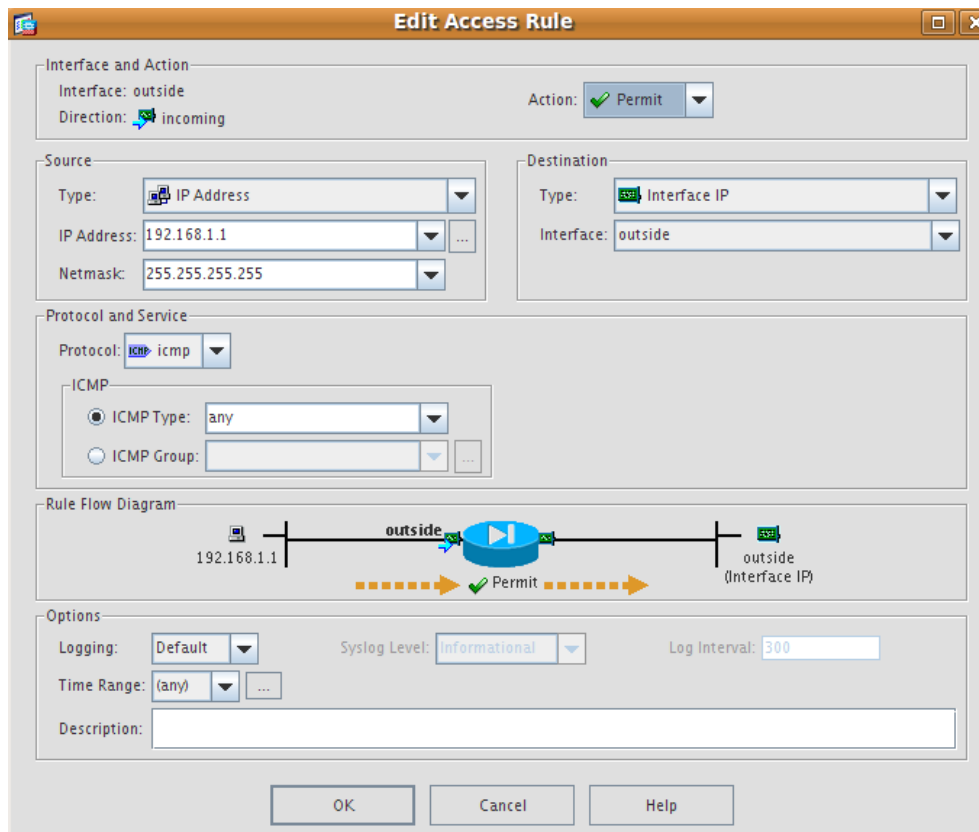 Edit Access Rule
Interface and Action
Interface: outside
Action: Permit
Direction: incoming
Source
Type: IP Address
IP Address: 192.168.1.1 ...
Netmask: 255.255.255.255
Destination
Type: Interface IP
Interface: outside
Protocol and Service
Protocol: ICMP icmp
ICMP
ICMP Type: any
ICMP Group: ...
Rule Flow Diagram
192.168.1.1
outside
Permit
outside
(Interface IP)
Options
Logging: Default Syslog Level: Informational Log Interval: 300
Time Range: (any) ...
Description:
OK Cancel Help